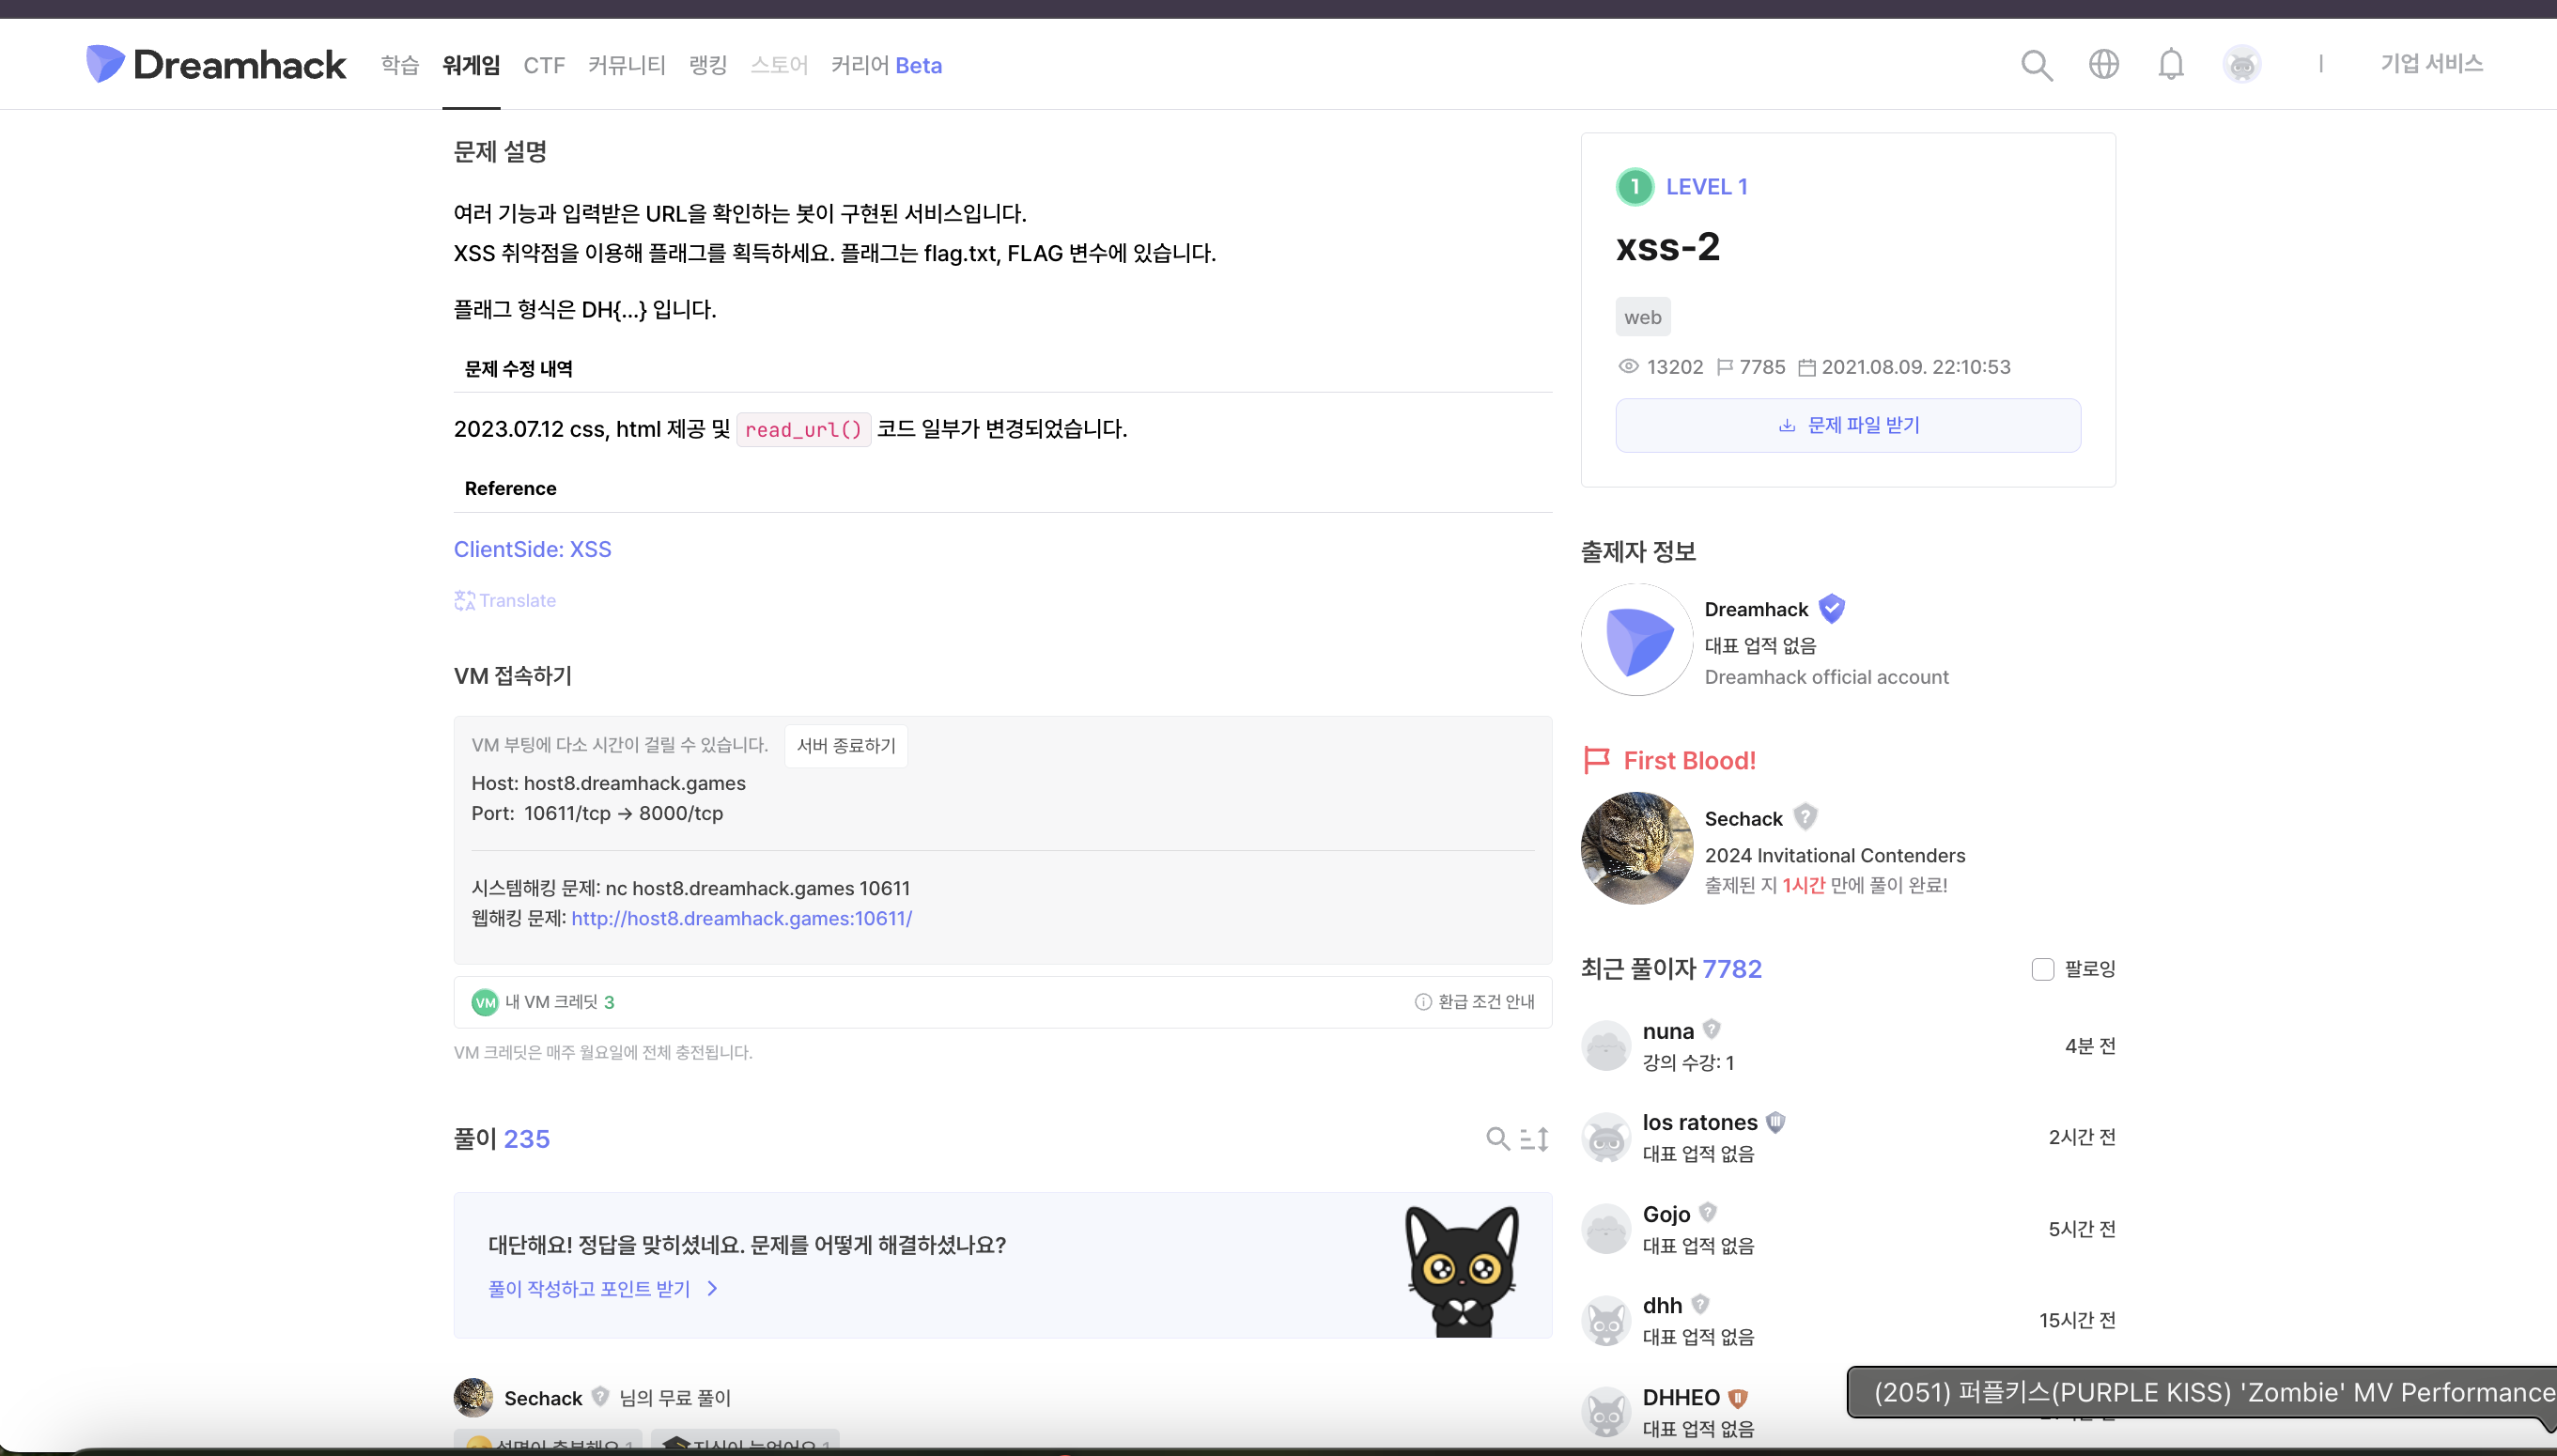 Dreamhack 학습 워게임 CTF 커뮤니티 랭킹 스토어 커리어 Beta | 기업 서비스
문제 설명
여러 기능과 입력받은 URL을 확인하는 봇이 구현된 서비스입니다.
XSS 취약점을 이용해 플래그를 획득하세요. 플래그는 flag.txt, FLAG 변수에 있습니다.
플래그 형식은 DH{...} 입니다.
문제 수정 내역
2023.07.12 css, html 제공 및 read_url() 코드 일부가 변경되었습니다.
Reference
ClientSide: XSS
Translate
VM 접속하기
VM 부팅에 다소 시간이 걸릴 수 있습니다. 서버 종료하기
Host: host8.dreamhack.games
Port: 10611/tcp → 8000/tcp
시스템해킹 문제: nc host8.dreamhack.games 10611
웹해킹 문제: http://host8.dreamhack.games:10611/
VM 내 VM 크레딧 3 환급 조건 안내
VM 크레딧은 매주 월요일에 전체 충전됩니다.
풀이 235
대단해요! 정답을 맞히셨네요. 문제를 어떻게 해결하셨나요?
풀이 작성하고 포인트 받기
Sechack 님의 무료 풀이
1 LEVEL 1
xss-2
web
13202 7785 2021.08.09. 22:10:53
문제 파일 받기
출제자 정보
Dreamhack
대표 업적 없음
Dreamhack official account
First Blood!
Sechack
2024 Invitational Contenders
출제된 지 1시간 만에 풀이 완료!
최근 풀이자 7782 팔로잉
nuna
강의 수강: 1
4분 전
los ratones
대표 업적 없음
2시간 전
Gojo
대표 업적 없음
5시간 전
dhh
대표 업적 없음
15시간 전
DHHEO
대표 업적 없음
(2051) 퍼플키스(PURPLE KISS) 'Zombie' MV Performance